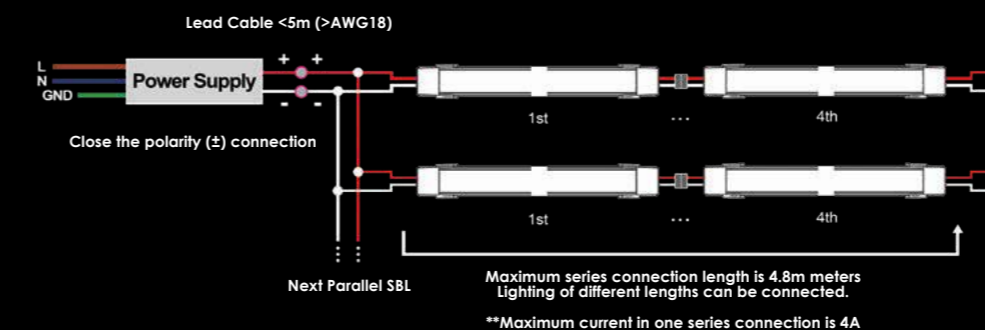 Lead Cable <5m (>AWG18)
L
N
GND
Power Supply
+ +
- -
Close the polarity (±) connection
1st
...
4th
1st
...
4th
Next Parallel SBL
Maximum series connection length is 4.8m meters
Lighting of different lengths can be connected.
**Maximum current in one series connection is 4A